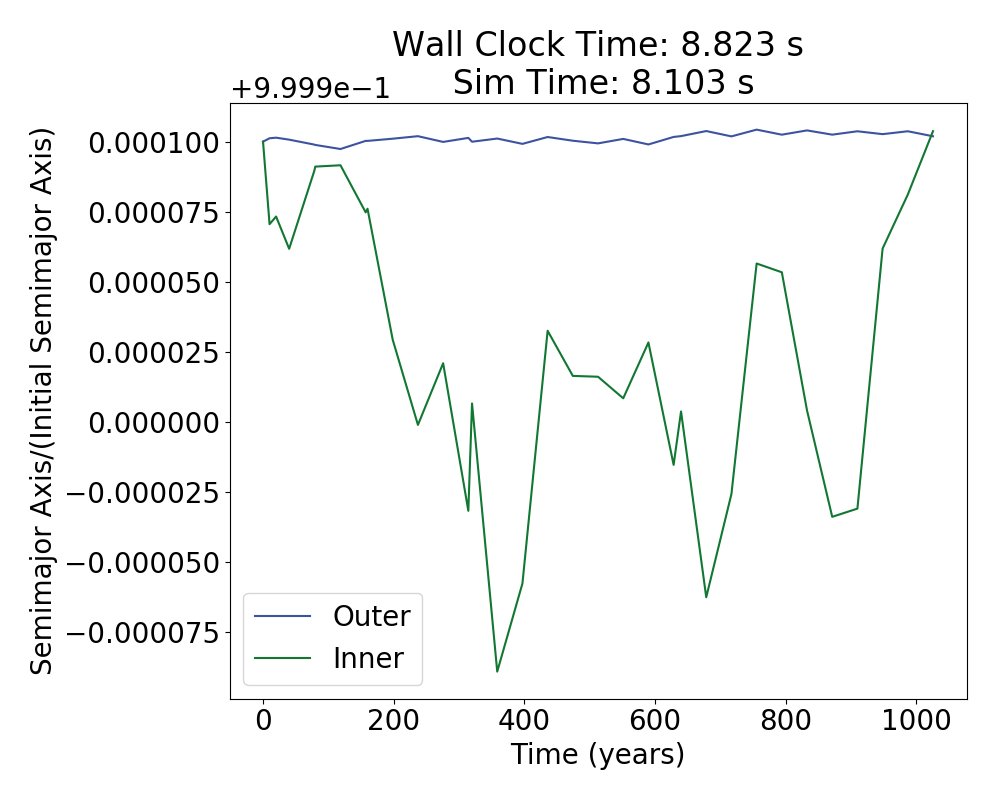 Wall Clock Time: 8.823 s
Sim Time: 8.103 s
+9.999e−1
Semimajor Axis/(Initial Semimajor Axis)
0.000100
0.000075
0.000050
0.000025
0.000000
−0.000025
−0.000050
−0.000075
Outer
Inner
0 200 400 600 800 1000
Time (years)